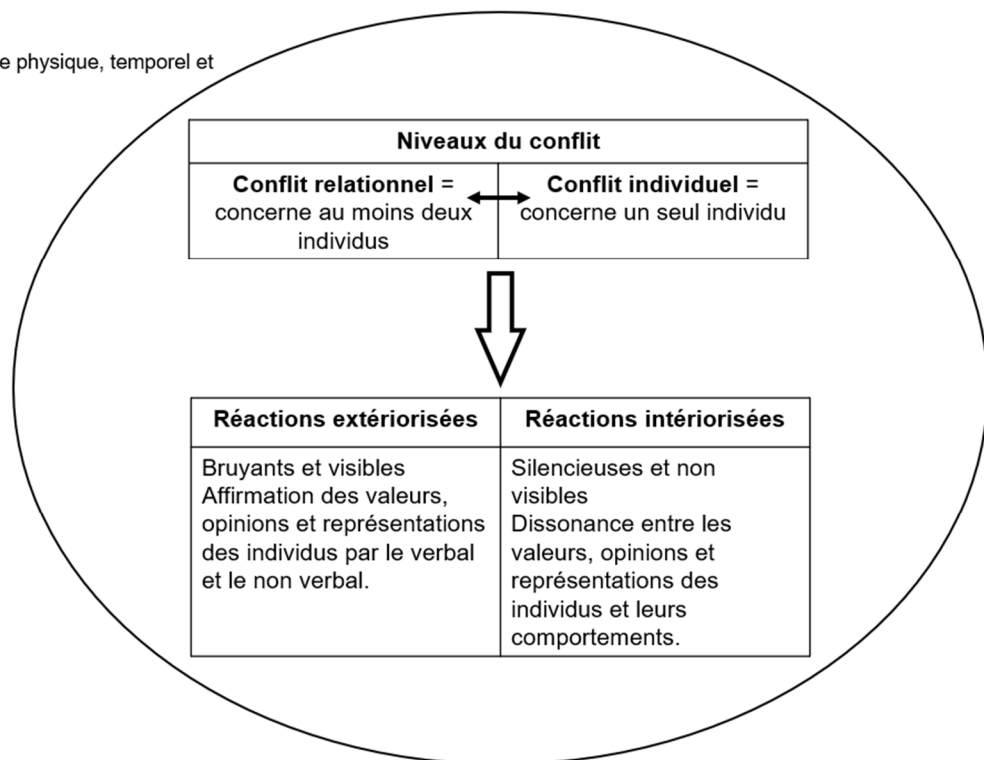 e physique, temporel et
Niveaux du conflit
Conflit relationnel =
concerne au moins deux
individus
Conflit individuel =
concerne un seul individu
Réactions extériorisées
Bruyants et visibles
Affirmation des valeurs,
opinions et représentations
des individus par le verbal
et le non verbal.
Réactions intériorisées
Silencieuses et non
visibles
Dissonance entre les
valeurs, opinions et
représentations des
individus et leurs
comportements.